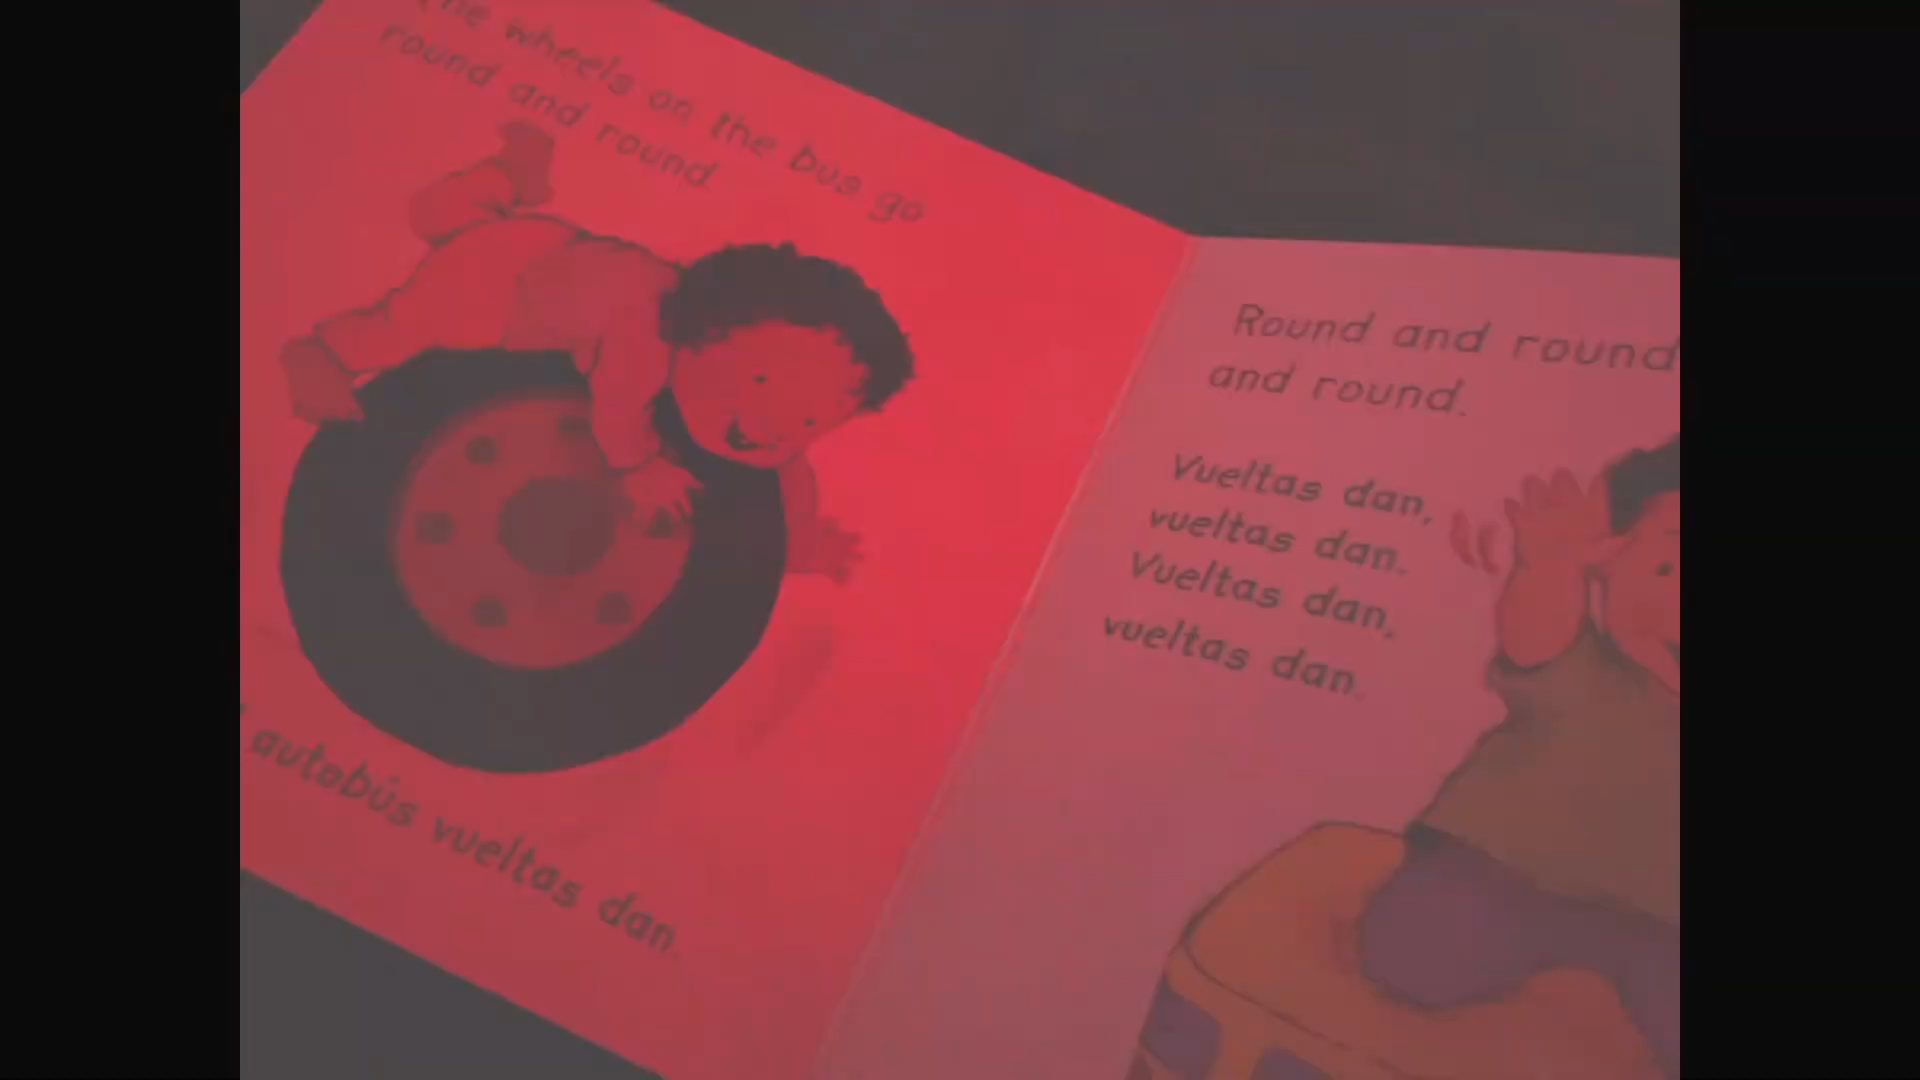 The wheels on the bus go
round and round.
autobús vueltas dan.
Round and round
and round.
Vueltas dan,
vueltas dan.
Vueltas dan,
vueltas dan.